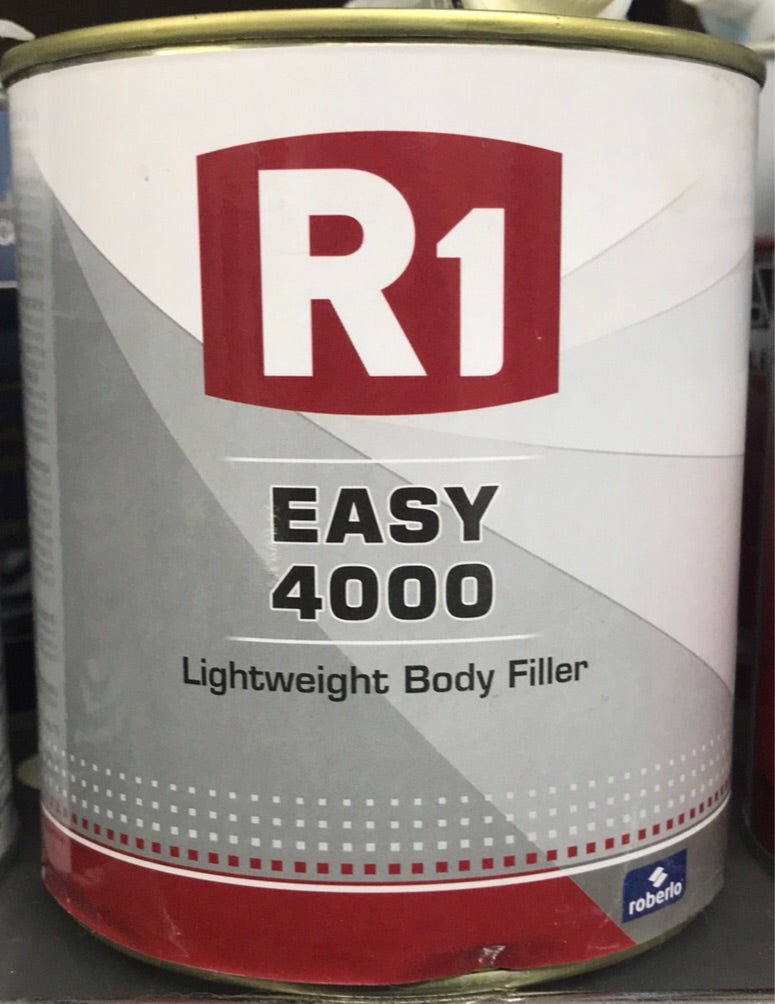 R1
EASY
4000
Lightweight Body Filler
roberlo